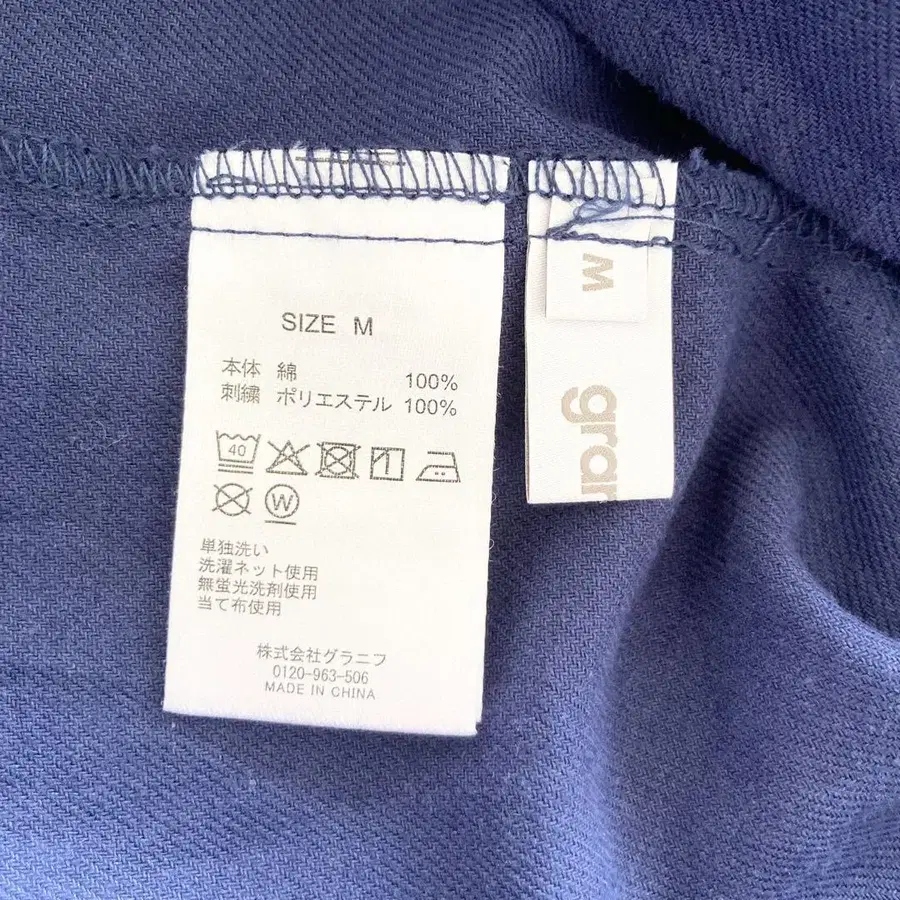 SIZE M
本体 綿 100%
刺繍 ポリエステル 100%
40
W
単独洗い
洗濯ネット使用
無蛍光洗剤使用
当て布使用
株式会社グラニフ
0120-963-506
MADE IN CHINA
M
gran